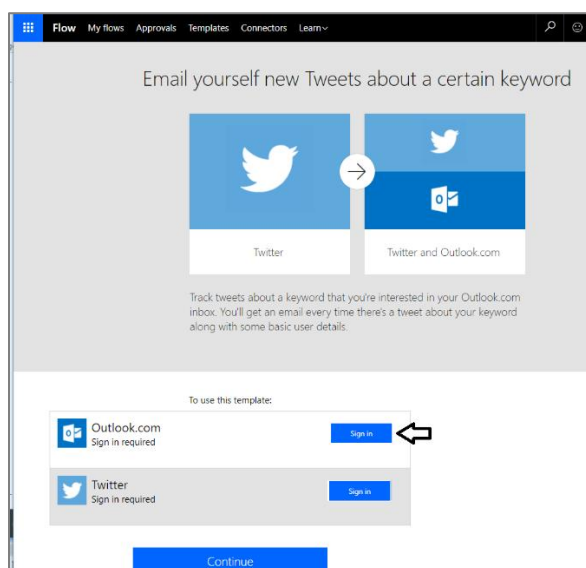 Flow My flows Approvals Templates Connectors Learn
Email yourself new Tweets about a certain keyword
Twitter
Twitter and Outlook.com
Track tweets about a keyword that you're interested in your Outlook.com
inbox. You'll get an email every time there's a tweet about your keyword
along with some basic user details.
To use this template:
Outlook.com
Sign in required
Sign in
Twitter
Sign in required
Sign in
Continue